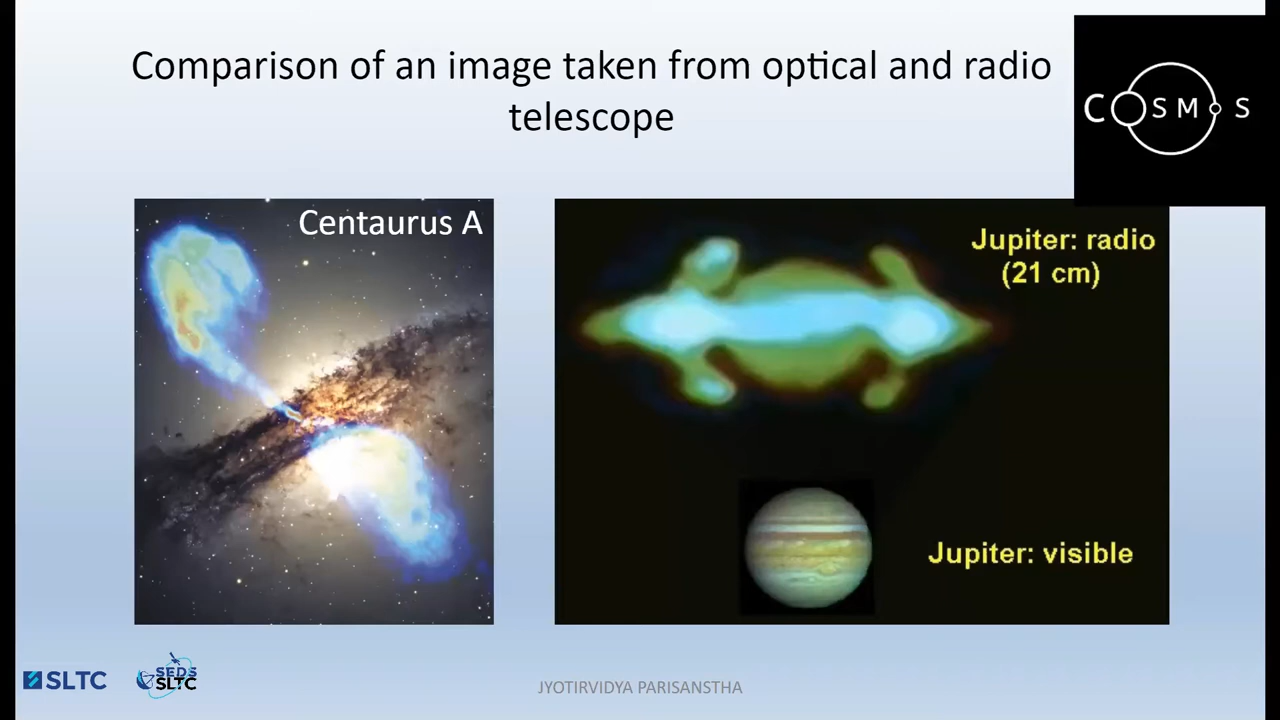 Comparison of an image taken from optical and radio
telescope
COSMOS
Centaurus A
Jupiter: radio
(21 cm)
Jupiter: visible
SLTC
SEDS
SLTC
JYOTIRVIDYA PARISANSTHA